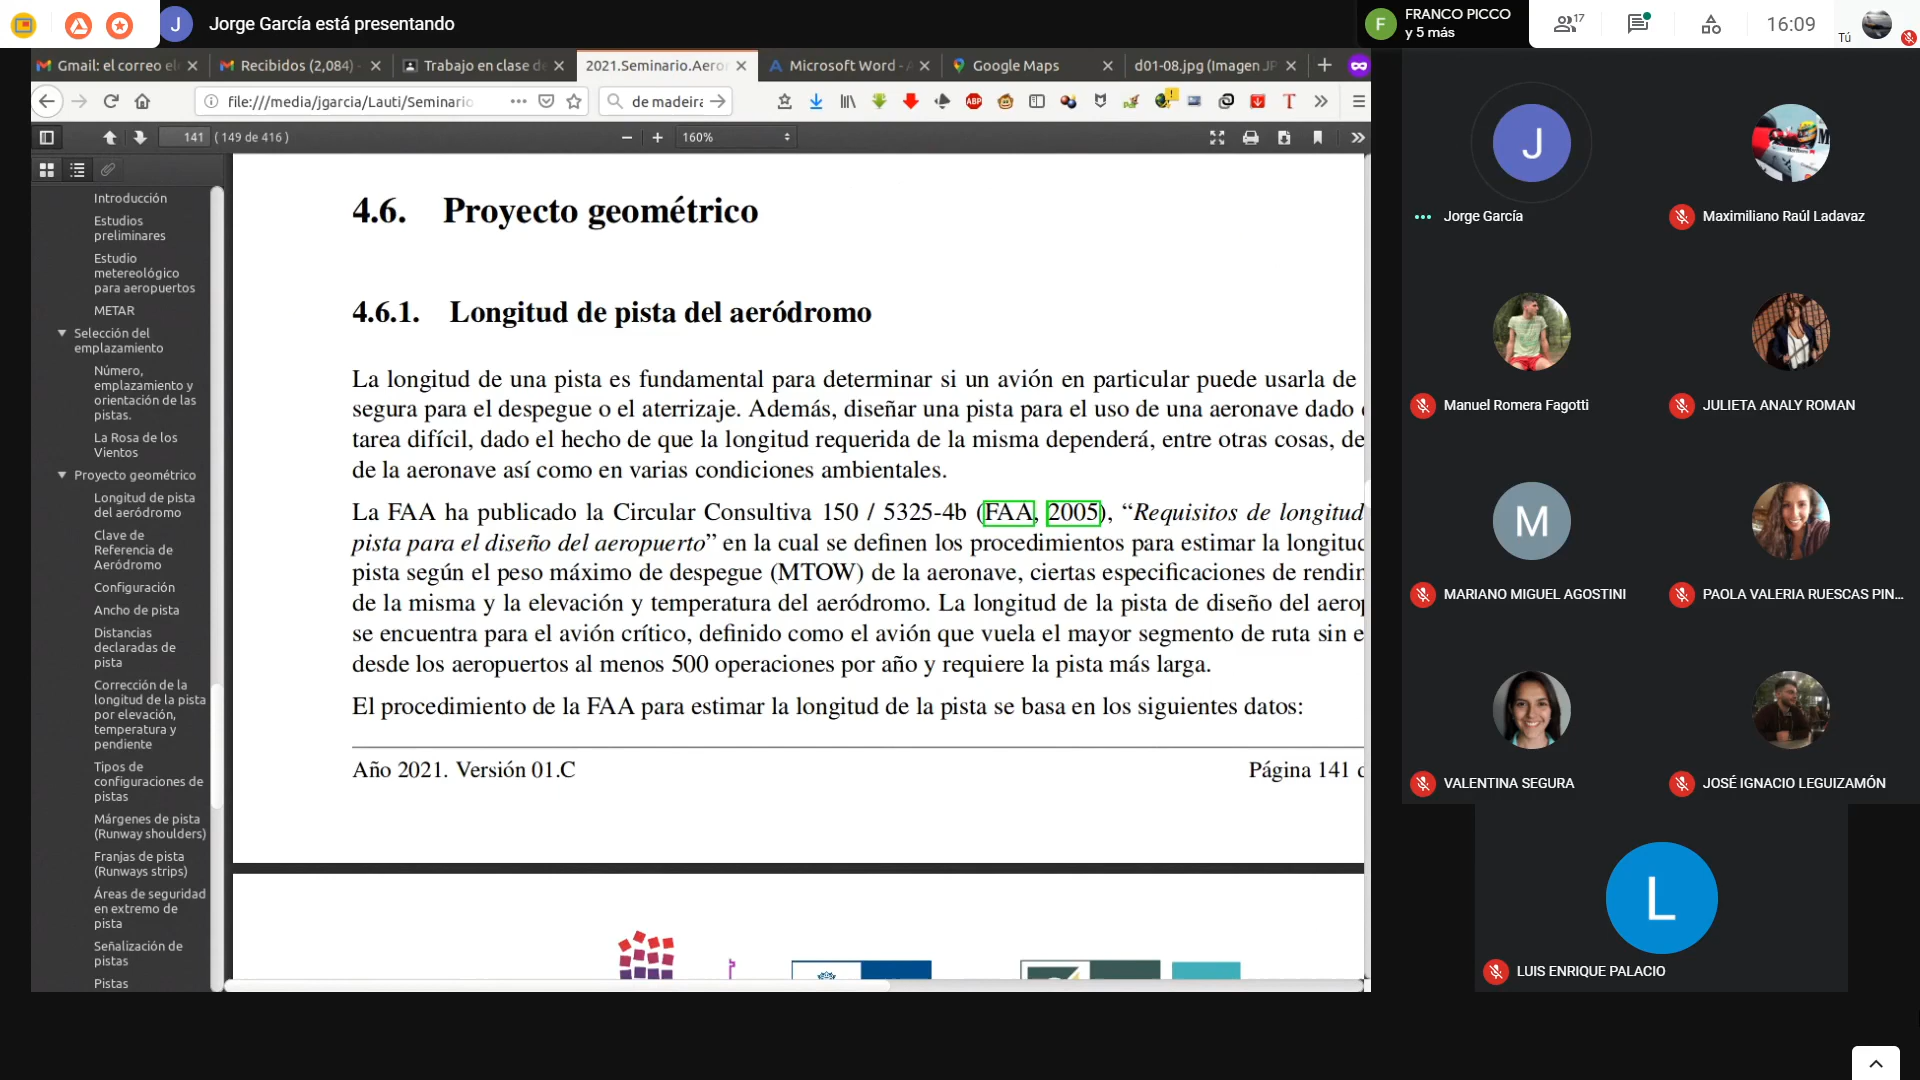 J
Jorge García está presentando
F
FRANCO PICCO
y 5 más
17
16:09
Tú
Gmail: el correo el
Recibidos (2,084)
Trabajo en clase de
2021.Seminario.Aero
Microsoft Word -
Google Maps
d01-08.jpg (Imagen JP
file:///media/jgarcia/Lauti/Seminario
de madeira
ABP
141 (149 de 416)
160%
Introducción
Estudios
preliminares
Estudio
metereológico
para aeropuertos
METAR
Selección del
emplazamiento
Número,
emplazamiento y
orientación de las
pistas.
La Rosa de los
Vientos
Proyecto geométrico
Longitud de pista
del aeródromo
Clave de
Referencia de
Aeródromo
Configuración
Ancho de pista
Distancias
declaradas de
pista
Corrección de la
longitud de la pista
por elevación,
temperatura y
pendiente
Tipos de
configuraciones de
pistas
Márgenes de pista
(Runway shoulders)
Franjas de pista
(Runways strips)
Áreas de seguridad
en extremo de
pista
Señalización de
pistas
Pistas
4.6. Proyecto geométrico
4.6.1. Longitud de pista del aeródromo
La longitud de una pista es fundamental para determinar si un avión en particular puede usarla de
segura para el despegue o el aterrizaje. Además, diseñar una pista para el uso de una aeronave dado
tarea difícil, dado el hecho de que la longitud requerida de la misma dependerá, entre otras cosas, de
de la aeronave así como en varias condiciones ambientales.
La FAA ha publicado la Circular Consultiva 150 / 5325-4b (FAA, 2005), “Requisitos de longitud
pista para el diseño del aeropuerto” en la cual se definen los procedimientos para estimar la longitud
pista según el peso máximo de despegue (MTOW) de la aeronave, ciertas especificaciones de rendim
de la misma y la elevación y temperatura del aeródromo. La longitud de la pista de diseño del aerop
se encuentra para el avión crítico, definido como el avión que vuela el mayor segmento de ruta sin e
desde los aeropuertos al menos 500 operaciones por año y requiere la pista más larga.
El procedimiento de la FAA para estimar la longitud de la pista se basa en los siguientes datos:
Año 2021. Versión 01.C
Página 141 d
J
Jorge García
Maximiliano Raúl Ladavaz
Manuel Romera Fagotti
JULIETA ANALY ROMAN
M
MARIANO MIGUEL AGOSTINI
PAOLA VALERIA RUESCAS PIN...
VALENTINA SEGURA
JOSÉ IGNACIO LEGUIZAMÓN
L
LUIS ENRIQUE PALACIO